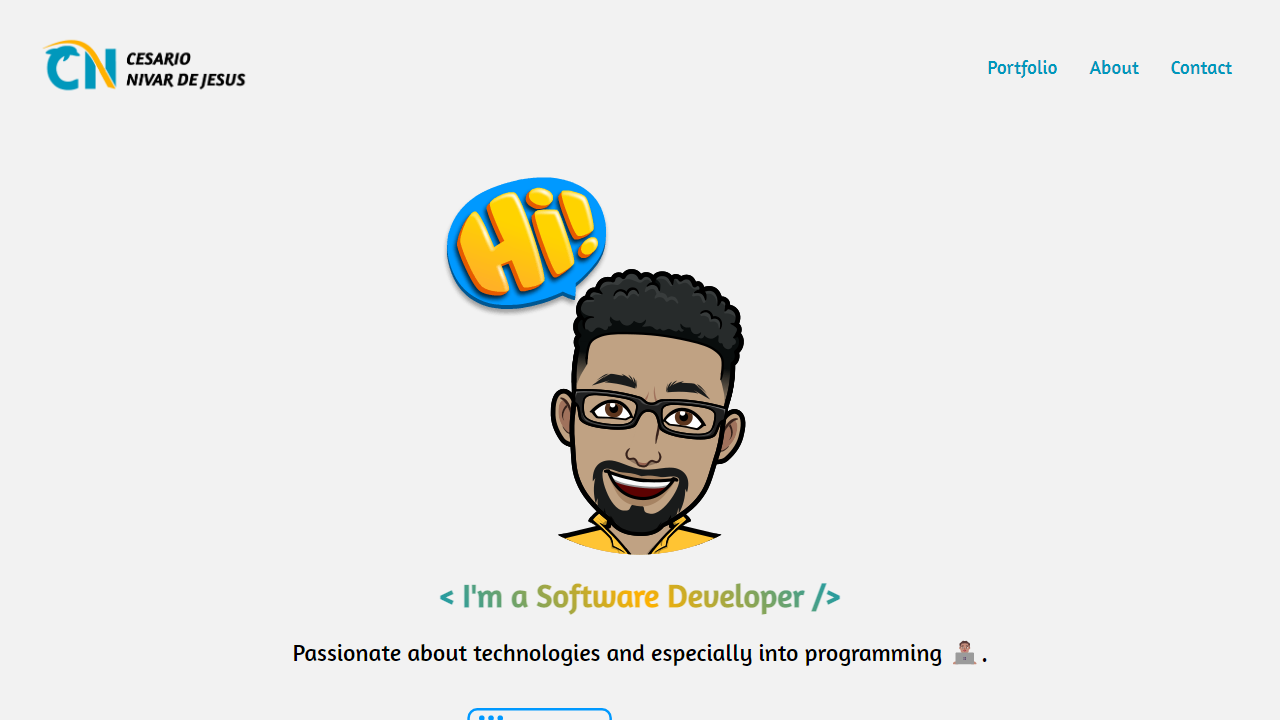 CN CESARIO
NIVAR DE JESUS
Portfolio About Contact
Hi!
< I'm a Software Developer />
Passionate about technologies and especially into programming 👨🏽‍💻.